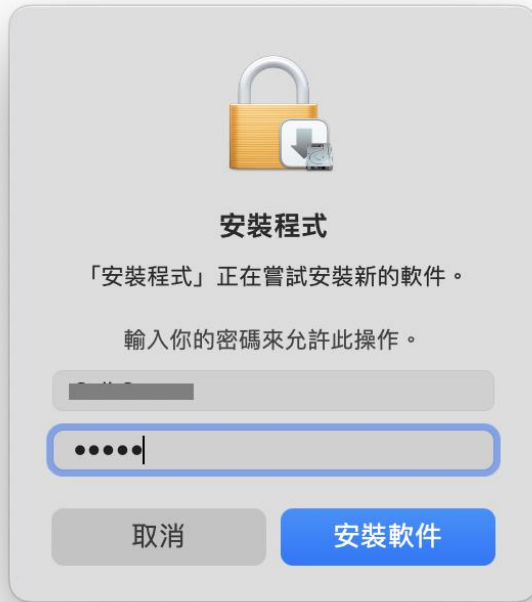 安裝程式
「安裝程式」正在嘗試安裝新的軟件。
輸入你的密碼來允許此操作。
•••••
取消
安裝軟件